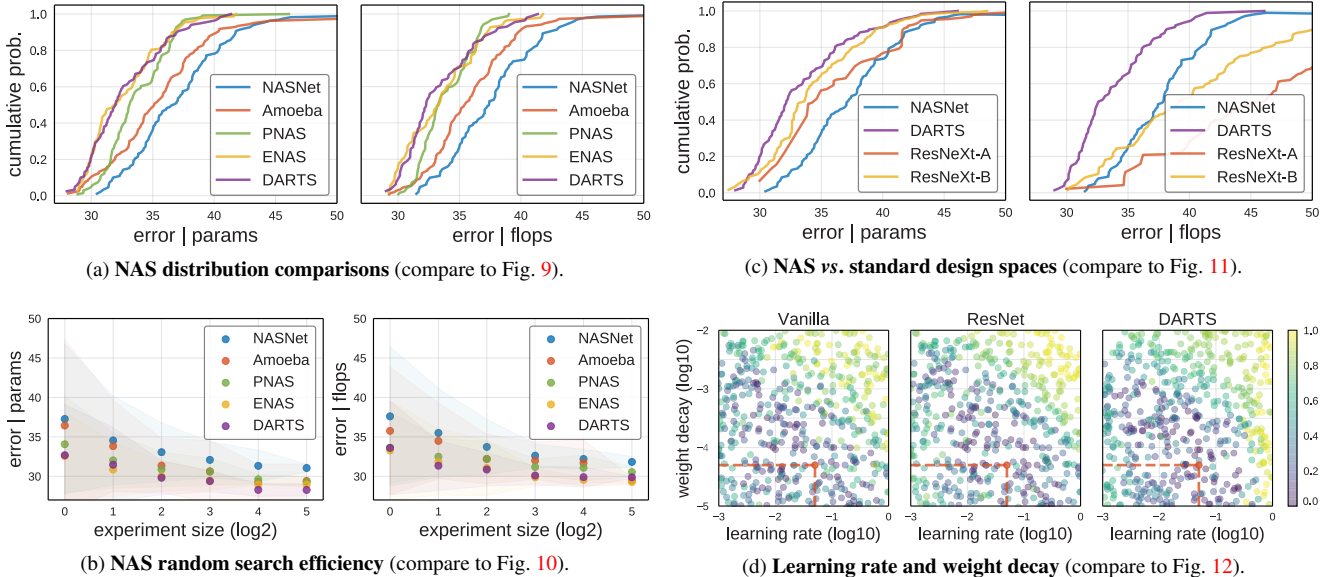 cumulative prob.
1.0
0.8
0.6
0.4
0.2
0.0
NASNet
Amoeba
PNAS
ENAS
DARTS
30 35 40 45 50
error | params
NASNet
Amoeba
PNAS
ENAS
DARTS
30 35 40 45 50
error | flops
(a) NAS distribution comparisons (compare to Fig. 9).
cumulative prob.
1.0
0.8
0.6
0.4
0.2
0.0
NASNet
DARTS
ResNeXt-A
ResNeXt-B
30 35 40 45 50
error | params
NASNet
DARTS
ResNeXt-A
ResNeXt-B
30 35 40 45 50
error | flops
(c) NAS vs. standard design spaces (compare to Fig. 11).
error | params
50
45
40
35
30
NASNet
Amoeba
PNAS
ENAS
DARTS
0 1 2 3 4 5
experiment size (log2)
error | flops
50
45
40
35
30
NASNet
Amoeba
PNAS
ENAS
DARTS
0 1 2 3 4 5
experiment size (log2)
(b) NAS random search efficiency (compare to Fig. 10).
Vanilla ResNet DARTS
weight decay (log10)
−2
−3
−4
−5
−3 −2 −1 0
learning rate (log10)
−3 −2 −1 0
learning rate (log10)
−3 −2 −1 0
learning rate (log10)
1.0
0.8
0.6
0.4
0.2
0.0
(d) Learning rate and weight decay (compare to Fig. 12).